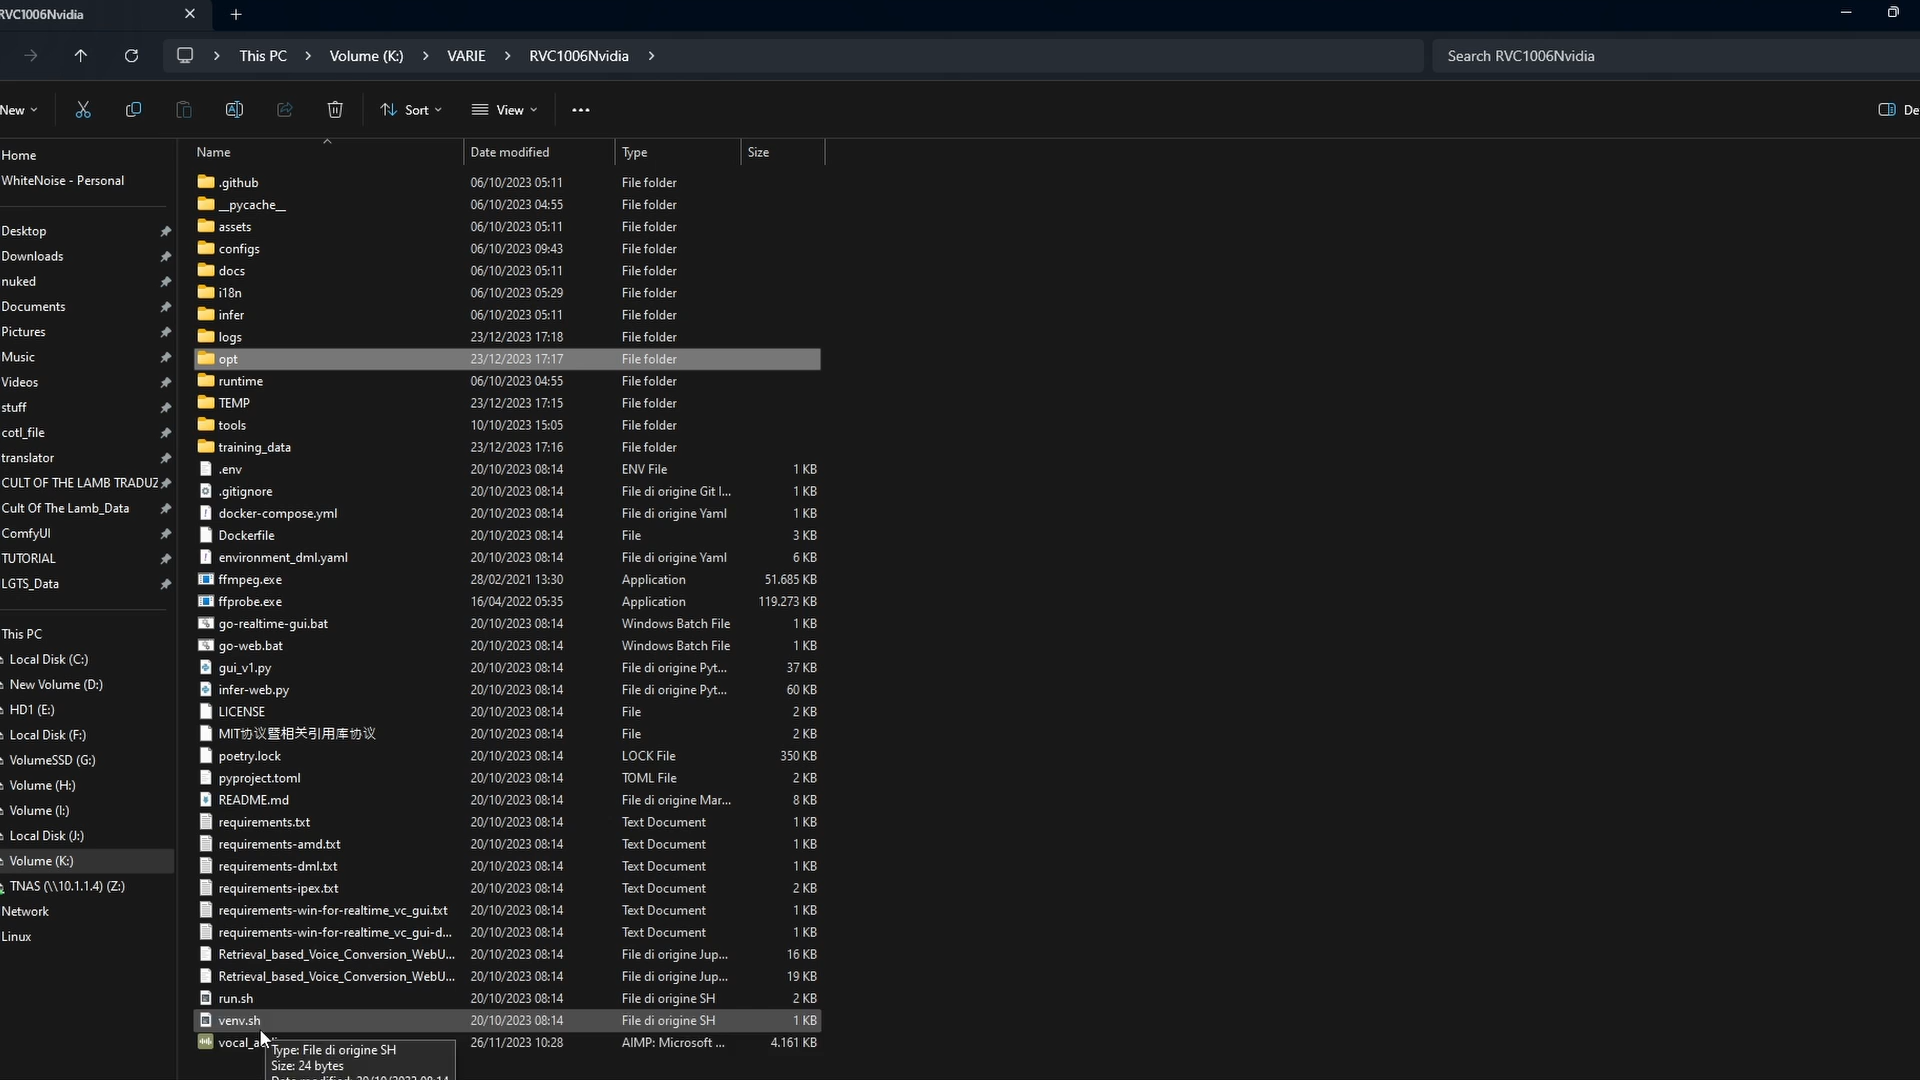 RVC1006Nvidia
This PC > Volume (K:) > VARIE > RVC1006Nvidia >
Search RVC1006Nvidia
New
Sort
View
Name Date modified Type Size
Home
WhiteNoise - Personal
Desktop
Downloads
nuked
Documents
Pictures
Music
Videos
stuff
cotl_file
translator
CULT OF THE LAMB TRADUZ
Cult Of The Lamb_Data
ComfyUI
TUTORIAL
LGTS_Data
This PC
Local Disk (C:)
New Volume (D:)
HD1 (E:)
Local Disk (F:)
VolumeSSD (G:)
Volume (H:)
Volume (I:)
Local Disk (J:)
Volume (K:)
TNAS (\\10.1.1.4) (Z:)
Network
Linux
.github 06/10/2023 05:11 File folder
__pycache__ 06/10/2023 04:55 File folder
assets 06/10/2023 05:11 File folder
configs 06/10/2023 09:43 File folder
docs 06/10/2023 05:11 File folder
i18n 06/10/2023 05:29 File folder
infer 06/10/2023 05:11 File folder
logs 23/12/2023 17:18 File folder
opt 23/12/2023 17:17 File folder
runtime 06/10/2023 04:55 File folder
TEMP 23/12/2023 17:15 File folder
tools 10/10/2023 15:05 File folder
training_data 23/12/2023 17:16 File folder
.env 20/10/2023 08:14 ENV File 1 KB
.gitignore 20/10/2023 08:14 File di origine Git I... 1 KB
docker-compose.yml 20/10/2023 08:14 File di origine Yaml 1 KB
Dockerfile 20/10/2023 08:14 File 3 KB
environment_dml.yaml 20/10/2023 08:14 File di origine Yaml 6 KB
ffmpeg.exe 28/02/2021 13:30 Application 51.685 KB
ffprobe.exe 16/04/2022 05:35 Application 119.273 KB
go-realtime-gui.bat 20/10/2023 08:14 Windows Batch File 1 KB
go-web.bat 20/10/2023 08:14 Windows Batch File 1 KB
gui_v1.py 20/10/2023 08:14 File di origine Pyt... 37 KB
infer-web.py 20/10/2023 08:14 File di origine Pyt... 60 KB
LICENSE 20/10/2023 08:14 File 2 KB
MIT协议暨相关引用库协议 20/10/2023 08:14 File 2 KB
poetry.lock 20/10/2023 08:14 LOCK File 350 KB
pyproject.toml 20/10/2023 08:14 TOML File 2 KB
README.md 20/10/2023 08:14 File di origine Mar... 8 KB
requirements.txt 20/10/2023 08:14 Text Document 1 KB
requirements-amd.txt 20/10/2023 08:14 Text Document 1 KB
requirements-dml.txt 20/10/2023 08:14 Text Document 1 KB
requirements-ipex.txt 20/10/2023 08:14 Text Document 2 KB
requirements-win-for-realtime_vc_gui.txt 20/10/2023 08:14 Text Document 1 KB
requirements-win-for-realtime_vc_gui-d... 20/10/2023 08:14 Text Document 1 KB
Retrieval_based_Voice_Conversion_WebU... 20/10/2023 08:14 File di origine Jup... 16 KB
Retrieval_based_Voice_Conversion_WebU... 20/10/2023 08:14 File di origine Jup... 19 KB
run.sh 20/10/2023 08:14 File di origine SH 2 KB
venv.sh 20/10/2023 08:14 File di origine SH 1 KB
26/11/2023 10:28 AIMP: Microsoft ... 4.161 KB
Type: File di origine SH
Size: 24 bytes